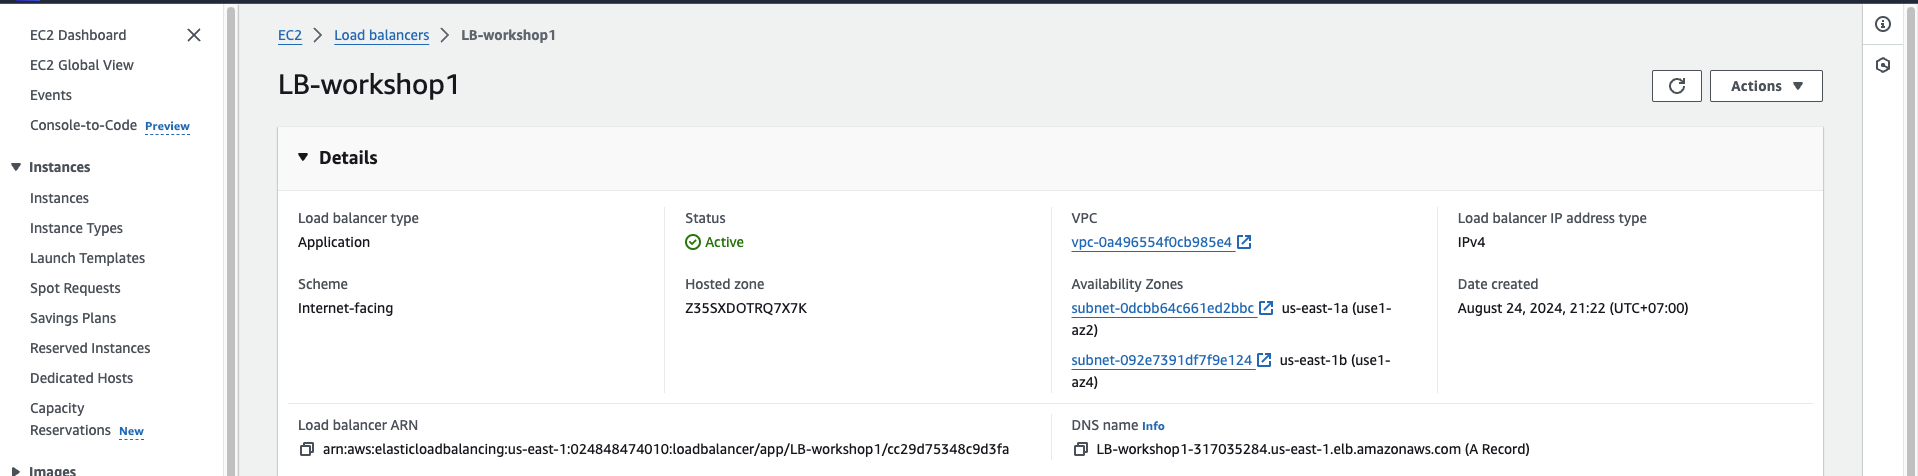 EC2 Dashboard
EC2 Global View
Events
Console-to-Code Preview
Instances
Instances
Instance Types
Launch Templates
Spot Requests
Savings Plans
Reserved Instances
Dedicated Hosts
Capacity
Reservations New
Images
EC2 > Load balancers > LB-workshop1
LB-workshop1
Actions
Details
Load balancer type
Application
Scheme
Internet-facing
Status
Active
Hosted zone
Z35SXDOTRQ7X7K
VPC
vpc-0a496554f0cb985e4
Availability Zones
subnet-0dcbb64c661ed2bbc us-east-1a (use1-
az2)
subnet-092e7391df7f9e124 us-east-1b (use1-
az4)
Load balancer IP address type
IPv4
Date created
August 24, 2024, 21:22 (UTC+07:00)
Load balancer ARN
arn:aws:elasticloadbalancing:us-east-1:024848474010:loadbalancer/app/LB-workshop1/cc29d75348c9d3fa
DNS name Info
LB-workshop1-317035284.us-east-1.elb.amazonaws.com (A Record)